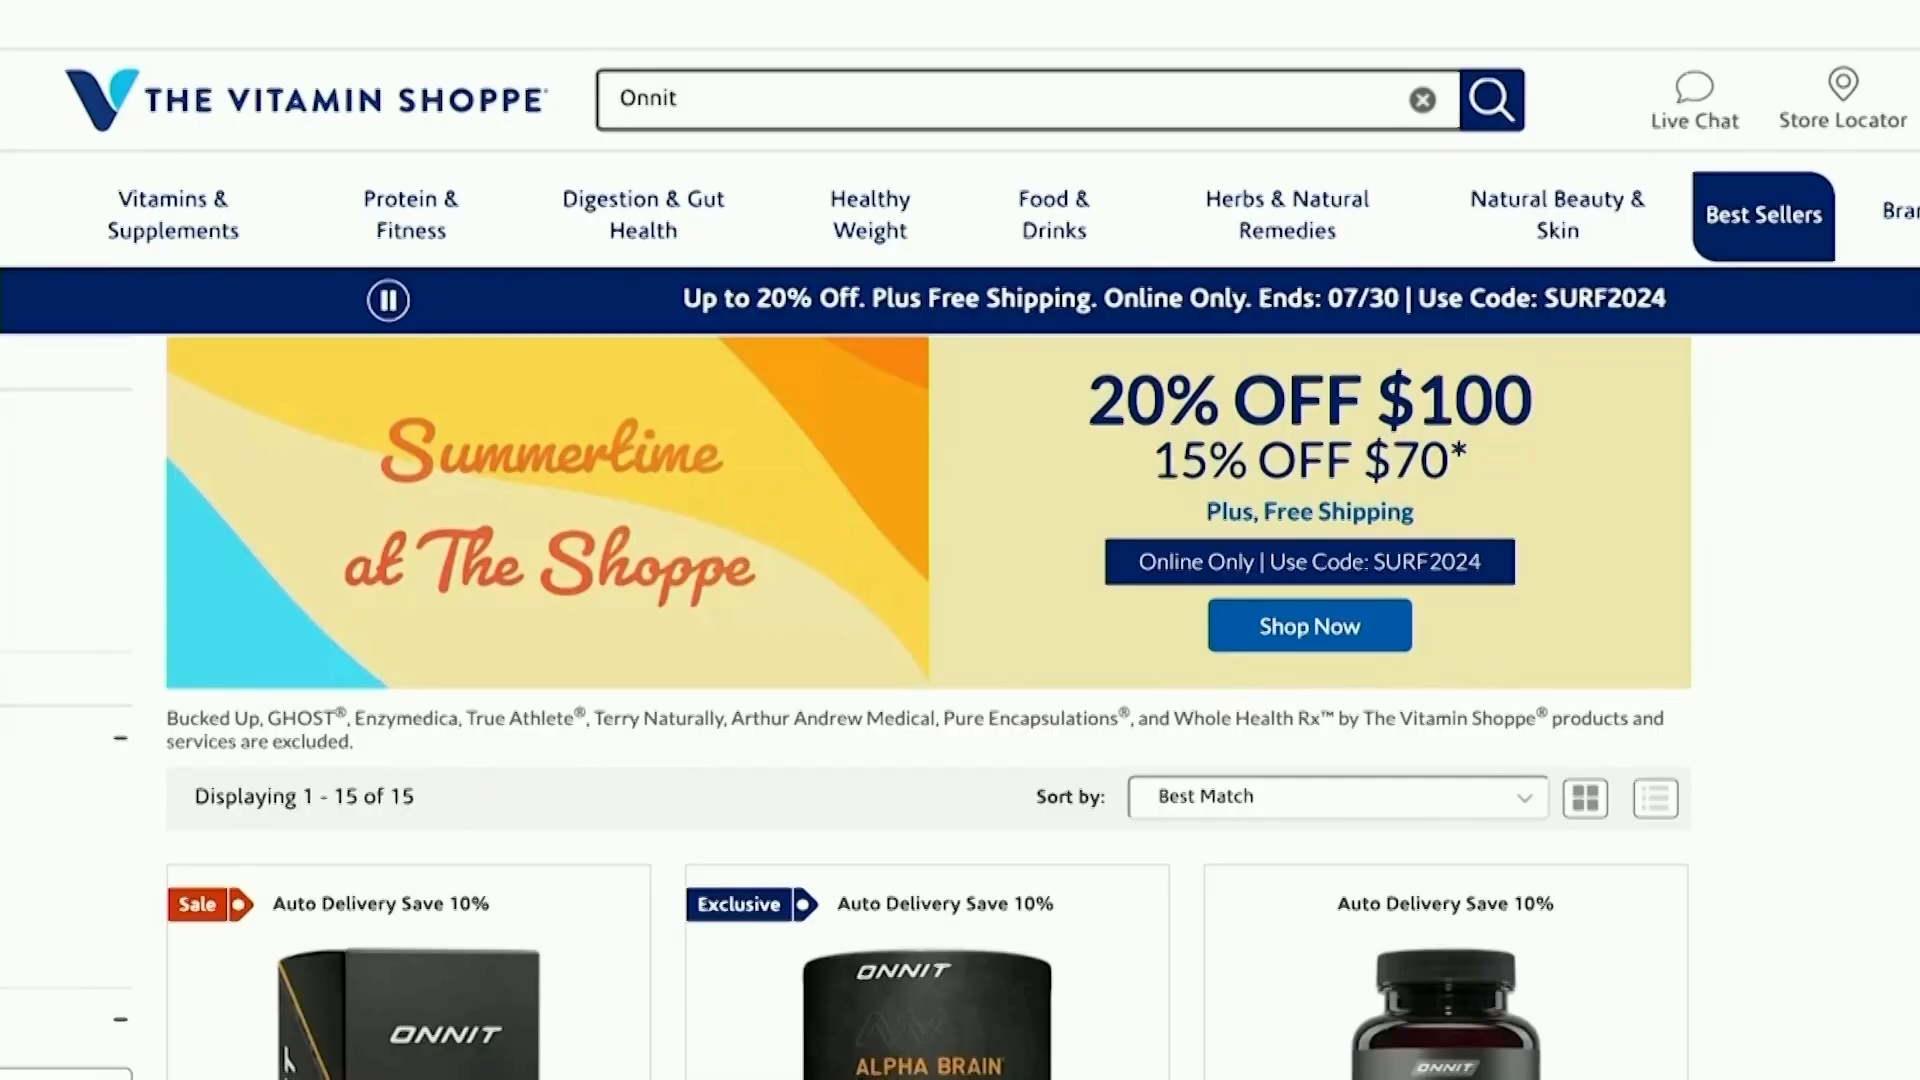 THE VITAMIN SHOPPE
Onnit
Live Chat
Store Locator
Vitamins &
Supplements
Protein &
Fitness
Digestion & Gut
Health
Healthy
Weight
Food &
Drinks
Herbs & Natural
Remedies
Natural Beauty &
Skin
Best Sellers
Up to 20% Off. Plus Free Shipping. Online Only. Ends: 07/30 | Use Code: SURF2024
Summertime
at The Shoppe
20% OFF $100
15% OFF $70*
Plus, Free Shipping
Online Only | Use Code: SURF2024
Shop Now
Bucked Up, GHOST®, Enzymedica, True Athlete®, Terry Naturally, Arthur Andrew Medical, Pure Encapsulations®, and Whole Health Rx™ by The Vitamin Shoppe® products and
services are excluded.
Displaying 1 - 15 of 15
Sort by:
Best Match
Sale
Auto Delivery Save 10%
Exclusive
Auto Delivery Save 10%
Auto Delivery Save 10%
ONNIT
ONNIT
ALPHA BRAIN
ONNIT